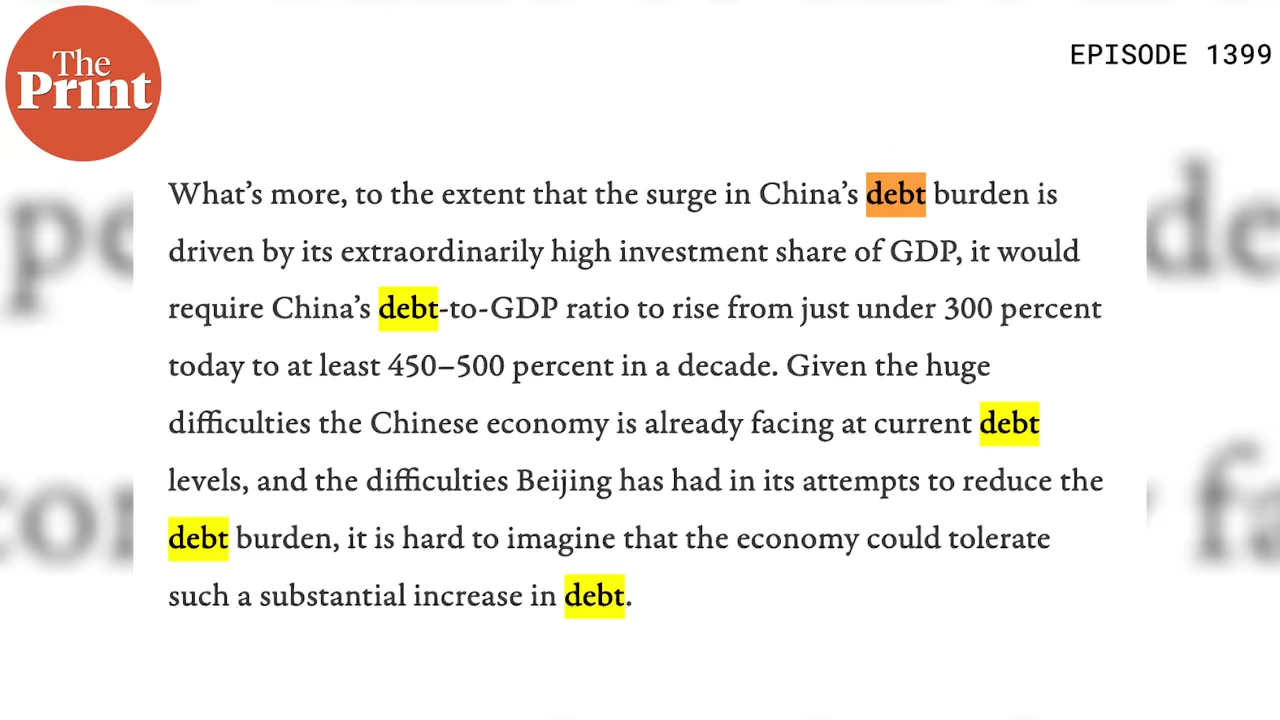 The
Print
EPISODE 1399
What’s more, to the extent that the surge in China’s debt burden is
driven by its extraordinarily high investment share of GDP, it would
require China’s debt-to-GDP ratio to rise from just under 300 percent
today to at least 450–500 percent in a decade. Given the huge
difficulties the Chinese economy is already facing at current debt
levels, and the difficulties Beijing has had in its attempts to reduce the
debt burden, it is hard to imagine that the economy could tolerate
such a substantial increase in debt.